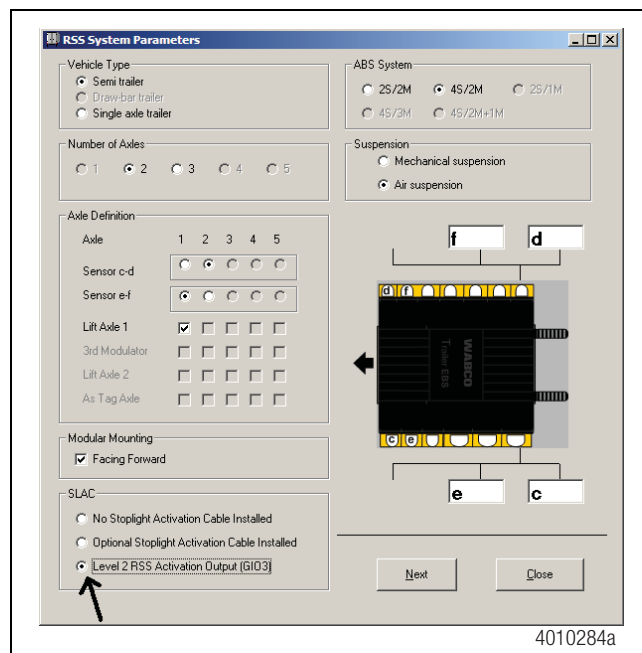 RSS System Parameters
Vehicle Type
Semi trailer
Draw-bar trailer
Single axle trailer
ABS System
2S/2M 4S/2M 2S/1M
4S/3M 4S/2M+1M
Number of Axles
1 2 3 4 5
Suspension
Mechanical suspension
Air suspension
Axle Definition
Axle 1 2 3 4 5
Sensor c-d
Sensor e-f
Lift Axle 1
3rd Modulator
Lift Axle 2
As Tag Axle
f d
d f
WABCO
Trailer EBS
c e
e c
Modular Mounting
Facing Forward
SLAC
No Stoplight Activation Cable Installed
Optional Stoplight Activation Cable Installed
Level 2 RSS Activation Output (GIO3)
Next Close
4010284a